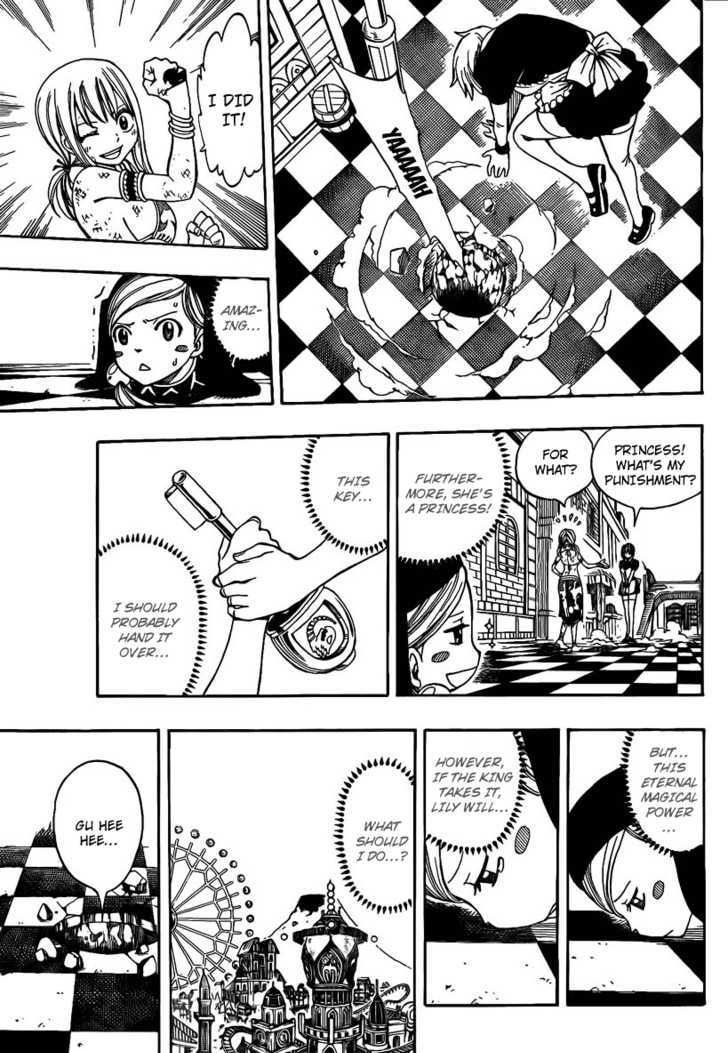 YAAAAAH
I DID
IT!
AMAZ-
ING...
PRINCESS!
WHAT'S MY
PUNISHMENT?
FOR
WHAT?
FURTHER-
MORE, SHE'S
A PRINCESS!
THIS
KEY...
I SHOULD
PROBABLY
HAND IT
OVER...
BUT...
THIS
ETERNAL
MAGICAL
POWER
...
HOWEVER,
IF THE KING
TAKES IT,
LILY WILL...
WHAT
SHOULD
I DO...?
GU HEE
HEE...